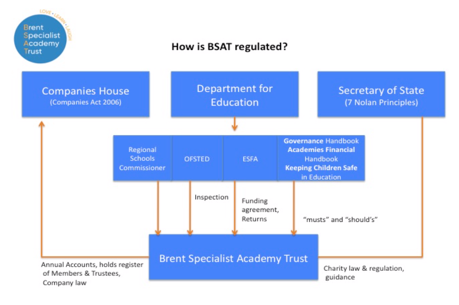 LOVE • LEARN • GROW
Brent
Specialist
Academy
Trust
How is BSAT regulated?
Companies House
(Companies Act 2006)
Department for
Education
Secretary of State
(7 Nolan Principles)
Regional
Schools
Commissioner
OFSTED
ESFA
Governance Handbook
Academies Financial
Handbook
Keeping Children Safe
in Education
Inspection
Funding
agreement,
Returns
“musts” and “should’s”
Brent Specialist Academy Trust
Annual Accounts, holds register
of Members & Trustees,
Company law
Charity law & regulation,
guidance